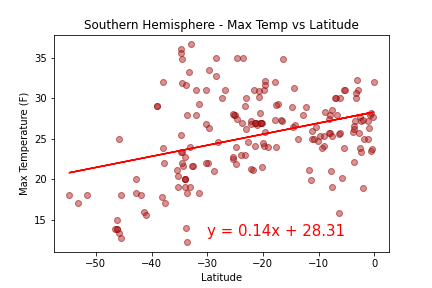 Southern Hemisphere - Max Temp vs Latitude
Max Temperature (F)
35
30
25
20
15
y = 0.14x + 28.31
−50
−40
−30
−20
−10
0
Latitude